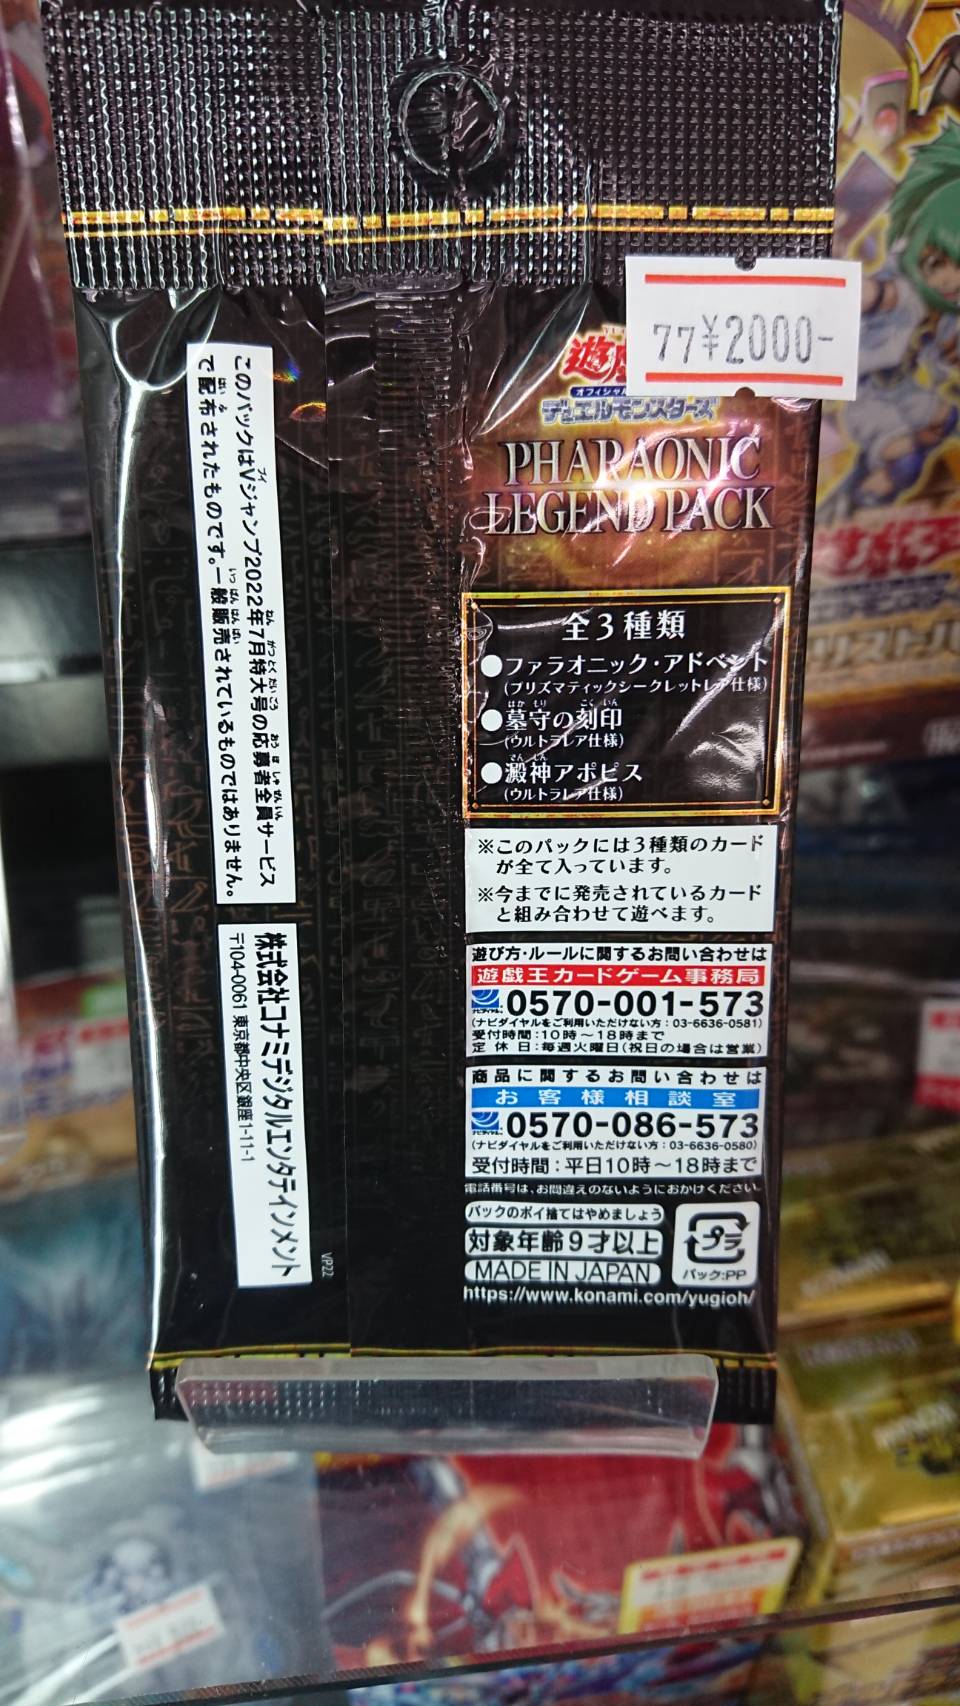 77¥2000-
オフィシャル
デュエルモンスターズ
PHARAONIC
LEGEND PACK
全3種類
●ファラオニック・アドベント
(プリズマティックシークレットレア仕様)
●墓守の刻印
(ウルトラレア仕様)
●澱神アポピス
(ウルトラレア仕様)
※このパックには3種類のカード
が全て入っています。
※今までに発売されているカード
と組み合わせて遊べます。
遊び方・ルールに関するお問い合わせは
遊戯王カードゲーム事務局
0570-001-573
(ナビダイヤルをご利用いただけない方:03-6636-0581)
受付時間:10時〜18時まで
定休日:毎週火曜日(祝日の場合は営業)
商品に関するお問い合わせは
お客様相談室
0570-086-573
(ナビダイヤルをご利用いただけない方:03-6636-0580)
受付時間:平日10時〜18時まで
電話番号は、お間違えのないようにおかけください。
パックのポイ捨てはやめましょう
対象年齢9才以上
MADE IN JAPAN
プラ
パック:PP
https://www.konami.com/yugioh/
このパックはVジャンプ2022年7月特大号の応募者全員サービス
で配布されたものです。一般販売されているものではありません。
株式会社コナミデジタルエンタテインメント
〒104-0061 東京都中央区銀座1-11-1
VP22